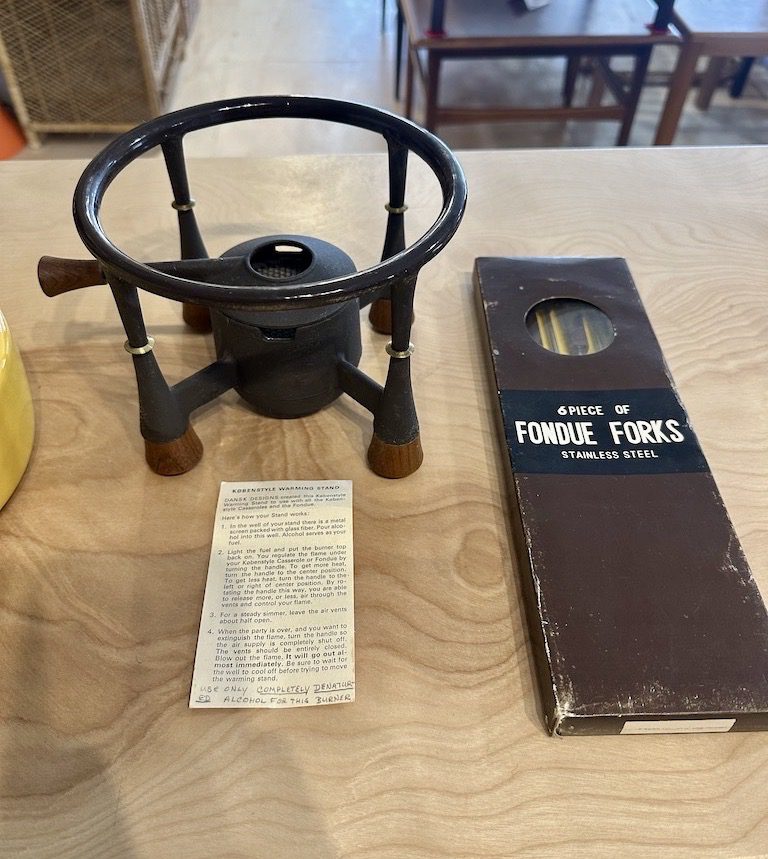 KØBENSTYLE WARMING STAND
DANSK DESIGNS created this Købenstyle
Warming Stand to use with all the Køben-
style Casseroles and the Fondue.
Here's how your Stand works:
1. In the well of your stand there is a metal
screen packed with glass fiber. Pour alco-
hol into this well. Alcohol serves as your
fuel.
2. Light the fuel and put the burner top
back on. You regulate the flame under
your Købenstyle Casserole or Fondue by
turning the handle. To get more heat,
turn the handle to the center position.
To get less heat, turn the handle to the
left or right of center position. By ro-
tating the handle this way, you are able
to release more, or less, air through the
vents and control your flame.
3. For a steady simmer, leave the air vents
about half open.
4. When the party is over, and you want to
extinguish the flame, turn the handle so
the air supply is completely shut off.
The vents should be entirely closed.
Blow out the flame. It will go out al-
most immediately. Be sure to wait for
the well to cool off before trying to move
the warming stand.
USE ONLY COMPLETELY DENATUR-
ED ALCOHOL FOR THIS BURNER
6 PIECE OF
FONDUE FORKS
STAINLESS STEEL